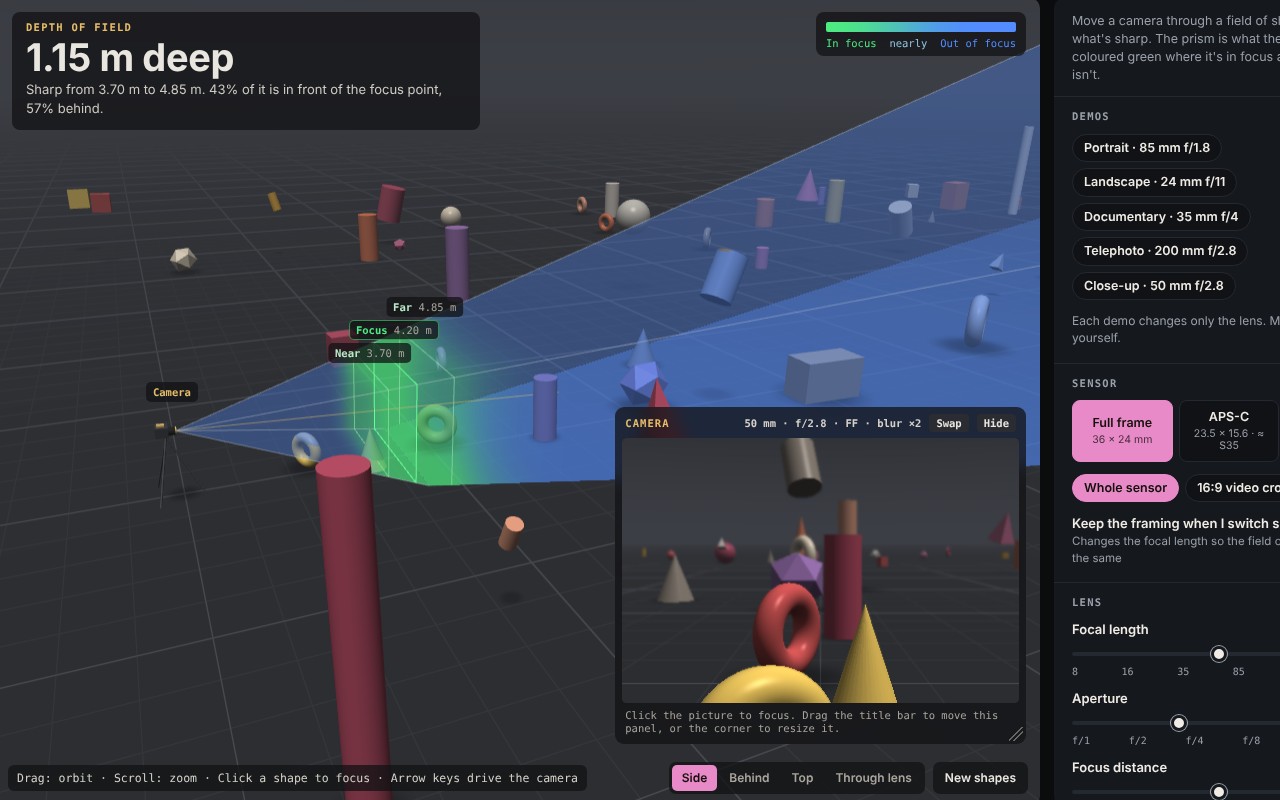 DEPTH OF FIELD
1.15 m deep
Sharp from 3.70 m to 4.85 m. 43% of it is in front of the focus point,
57% behind.
In focus nearly Out of focus
Far 4.85 m
Focus 4.20 m
Near 3.70 m
Camera
CAMERA 50 mm · f/2.8 · FF · blur ×2 Swap Hide
Click the picture to focus. Drag the title bar to move this
panel, or the corner to resize it.
Drag: orbit · Scroll: zoom · Click a shape to focus · Arrow keys drive the camera
Side Behind Top Through lens New shapes
Move a camera through a field of
what's sharp. The prism is what the
coloured green where it's in focus
isn't.
DEMOS
Portrait · 85 mm f/1.8
Landscape · 24 mm f/11
Documentary · 35 mm f/4
Telephoto · 200 mm f/2.8
Close-up · 50 mm f/2.8
Each demo changes only the lens.
yourself.
SENSOR
Full frame
36 × 24 mm
APS-C
23.5 × 15.6 · ≈
S35
Whole sensor 16:9 video
Keep the framing when I switch
Changes the focal length so the field
the same
LENS
Focal length
8 16 35 85
Aperture
f/1 f/2 f/4 f/8
Focus distance